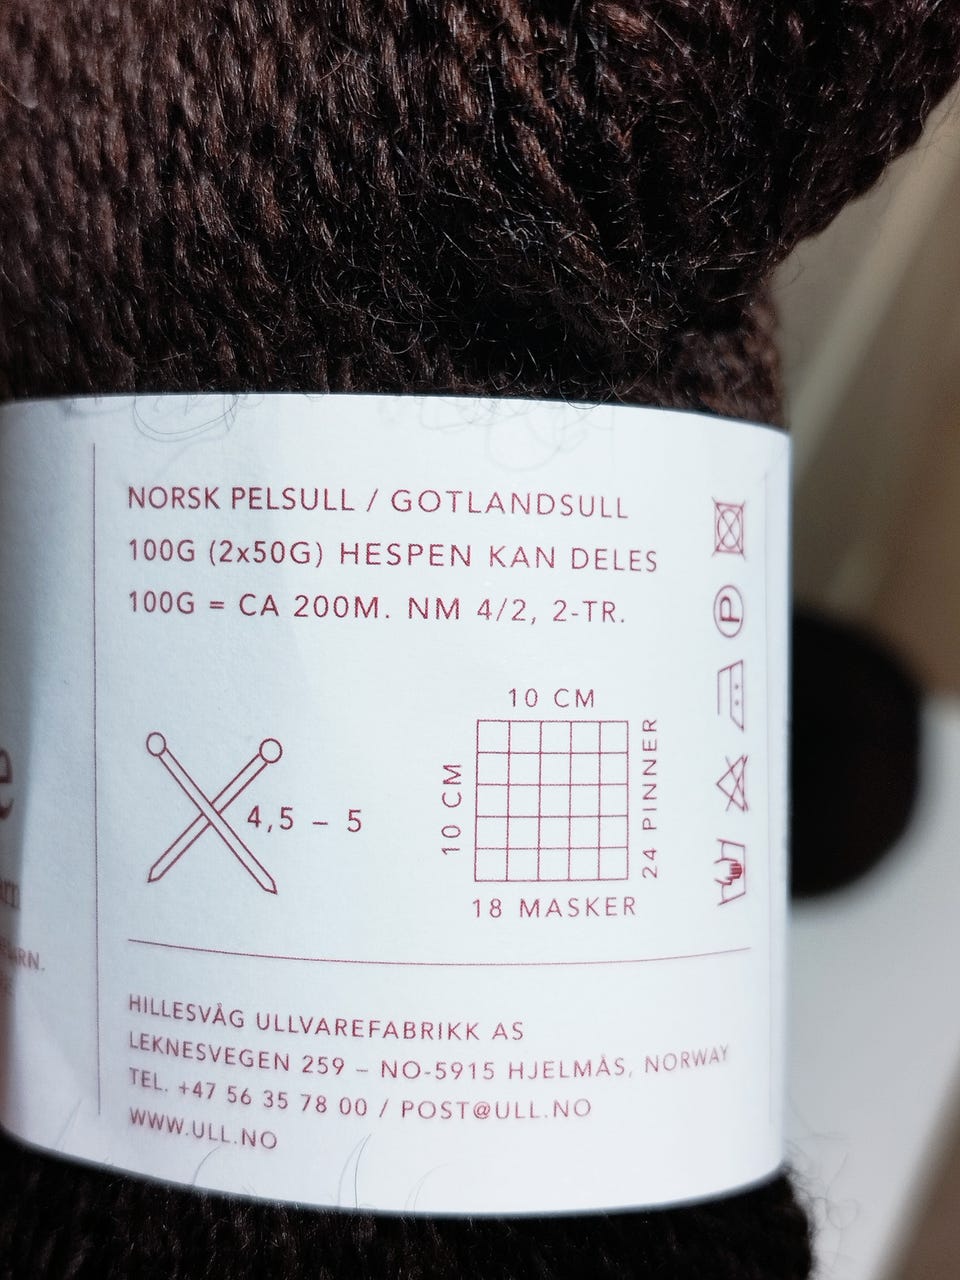 NORSK PELSULL / GOTLANDSULL
100G (2x50G) HESPEN KAN DELES
100G = CA 200M. NM 4/2, 2-TR.
4,5 – 5
10 CM
10 CM
24 PINNER
18 MASKER
P
HILLESVÅG ULLVAREFABRIKK AS
LEKNESVEGEN 259 – NO-5915 HJELMÅS, NORWAY
TEL. +47 56 35 78 00 / POST@ULL.NO
WWW.ULL.NO